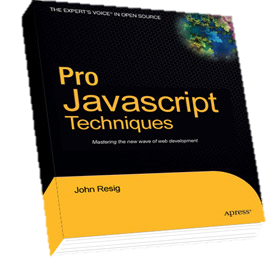 THE EXPERT'S VOICE® IN OPEN SOURCE
Pro
Javascript
Techniques
Mastering the new wave of web development
John Resig
Apress®